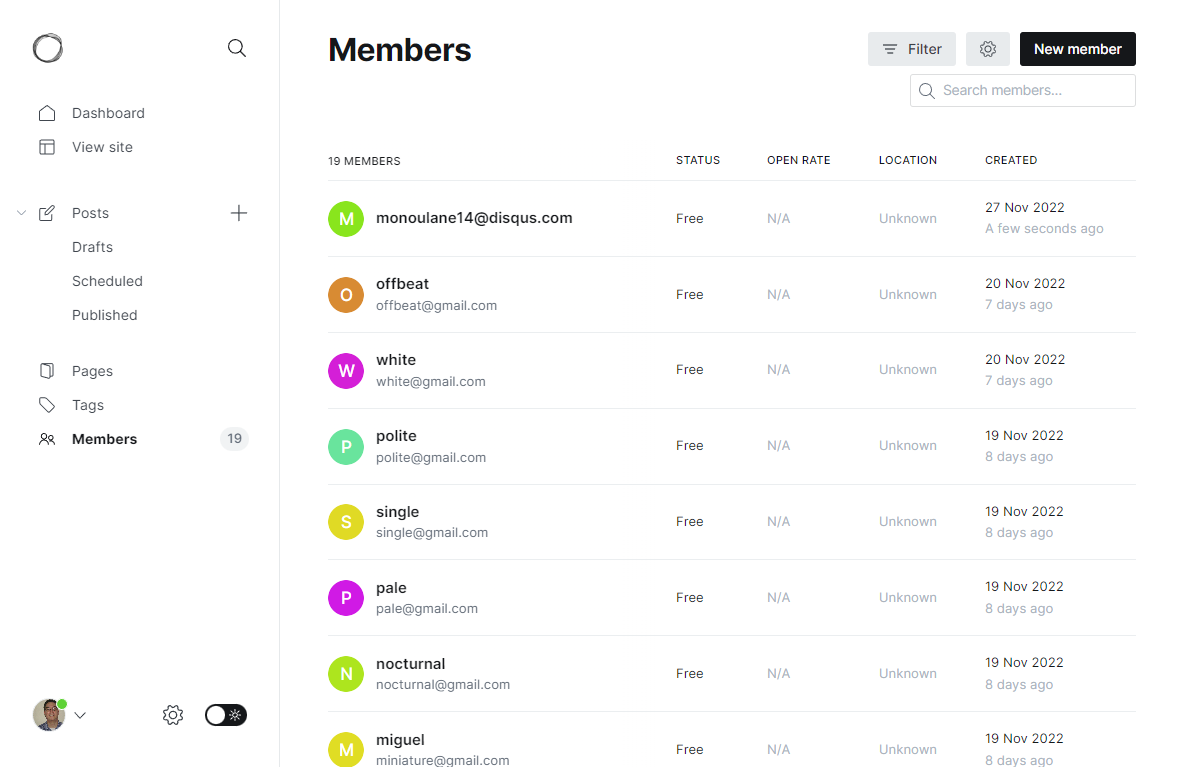 Members
Filter
New member
Search members...
Dashboard
View site
Posts
Drafts
Scheduled
Published
Pages
Tags
Members 19
19 MEMBERS STATUS OPEN RATE LOCATION CREATED
M monoulane14@disqus.com Free N/A Unknown 27 Nov 2022
A few seconds ago
O offbeat Free N/A Unknown 20 Nov 2022
offbeat@gmail.com 7 days ago
W white Free N/A Unknown 20 Nov 2022
white@gmail.com 7 days ago
P polite Free N/A Unknown 19 Nov 2022
polite@gmail.com 8 days ago
S single Free N/A Unknown 19 Nov 2022
single@gmail.com 8 days ago
P pale Free N/A Unknown 19 Nov 2022
pale@gmail.com 8 days ago
N nocturnal Free N/A Unknown 19 Nov 2022
nocturnal@gmail.com 8 days ago
M miguel Free N/A Unknown 19 Nov 2022
miniature@gmail.com 8 days ago